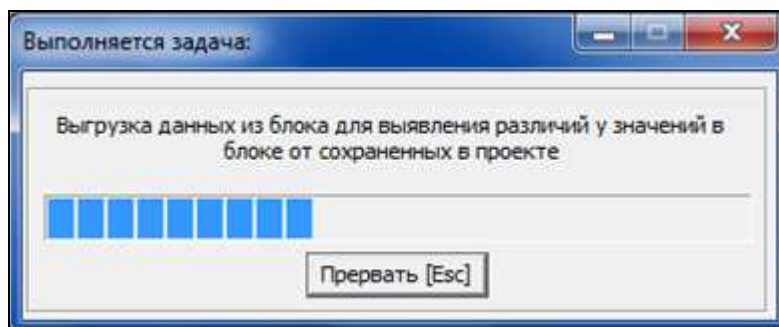 Выполняется задача:
Выгрузка данных из блока для выявления различий у значений в
блоке от сохраненных в проекте
Прервать [Esc]